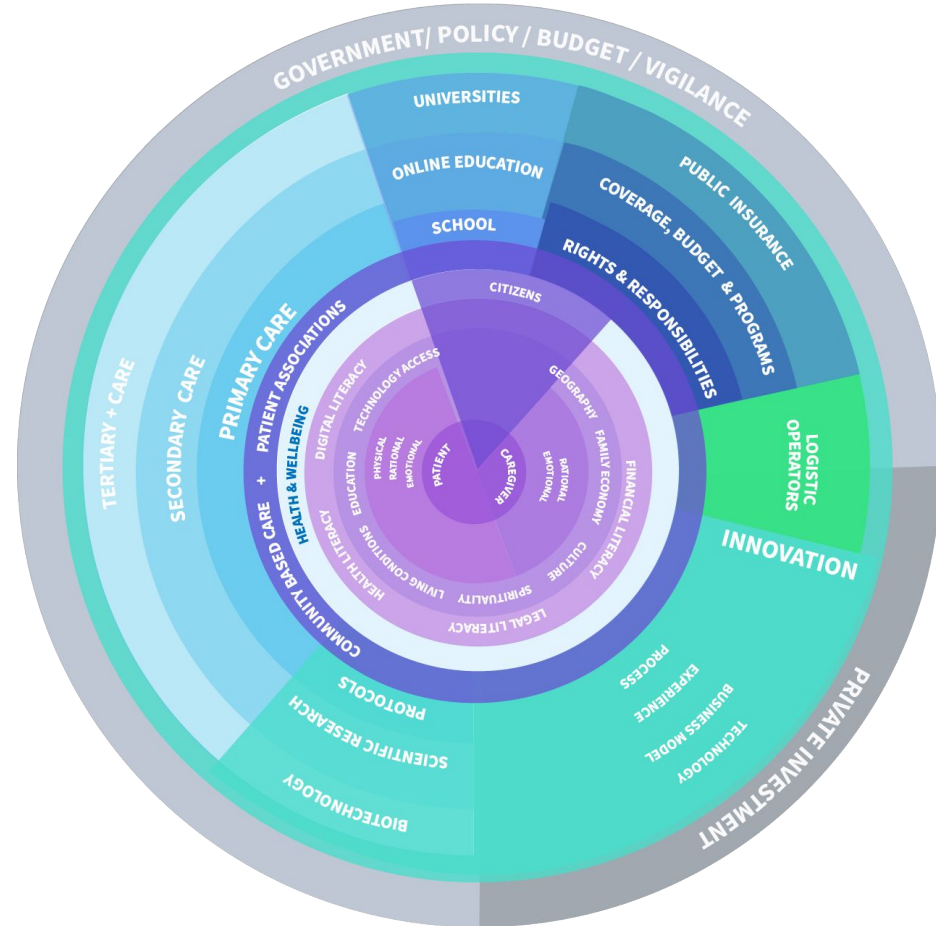 GOVERNMENT/ POLICY / BUDGET / VIGILANCE
UNIVERSITIES
ONLINE EDUCATION
SCHOOL
PUBLIC INSURANCE
COVERAGE, BUDGET & PROGRAMS
RIGHTS & RESPONSIBILITIES
TERTIARY + CARE
SECONDARY CARE
PRIMARY CARE
COMMUNITY BASED CARE + PATIENT ASSOCIATIONS
HEALTH & WELLBEING
CITIZENS
DIGITAL LITERACY
TECHNOLOGY ACCESS
GEOGRAPHY
EDUCATION
PHYSICAL
RATIONAL
EMOTIONAL
PATIENT
CAREGIVER
RATIONAL
EMOTIONAL
FAMILY ECONOMY
FINANCIAL LITERACY
HEALTH LITERACY
LIVING CONDITIONS
SPIRITUALITY
CULTURE
LEGAL LITERACY
LOGISTIC
OPERATORS
INNOVATION
PROCESS
EXPERIENCE
BUSINESS MODEL
TECHNOLOGY
PROTOCOLS
SCIENTIFIC RESEARCH
BIOTECHNOLOGY
PRIVATE INVESTMENT